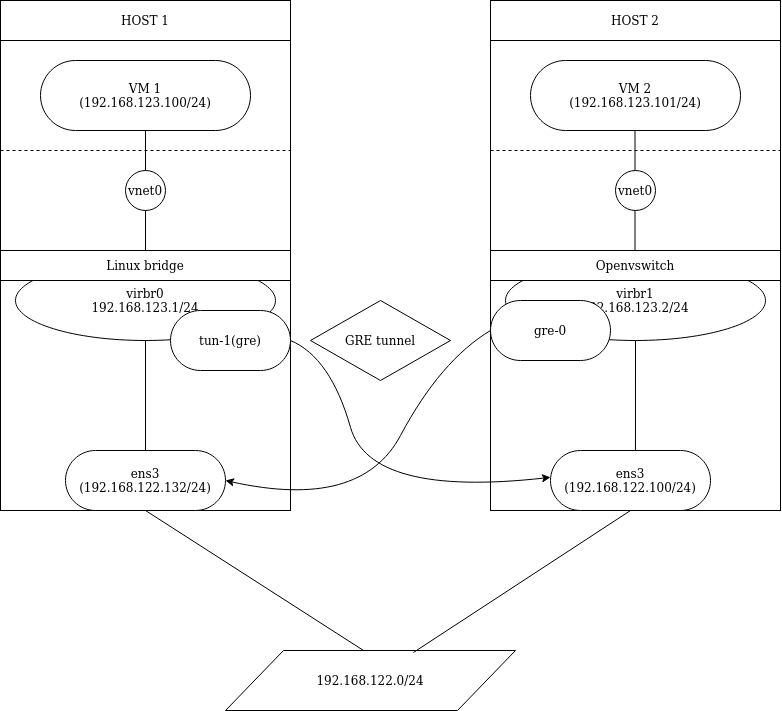 HOST 1
HOST 2
VM 1
(192.168.123.100/24)
VM 2
(192.168.123.101/24)
vnet0
vnet0
Linux bridge
Openvswitch
virbr0
192.168.123.1/24
virbr1
2.168.123.2/24
tun-1(gre)
GRE tunnel
gre-0
ens3
(192.168.122.132/24)
ens3
(192.168.122.100/24)
192.168.122.0/24